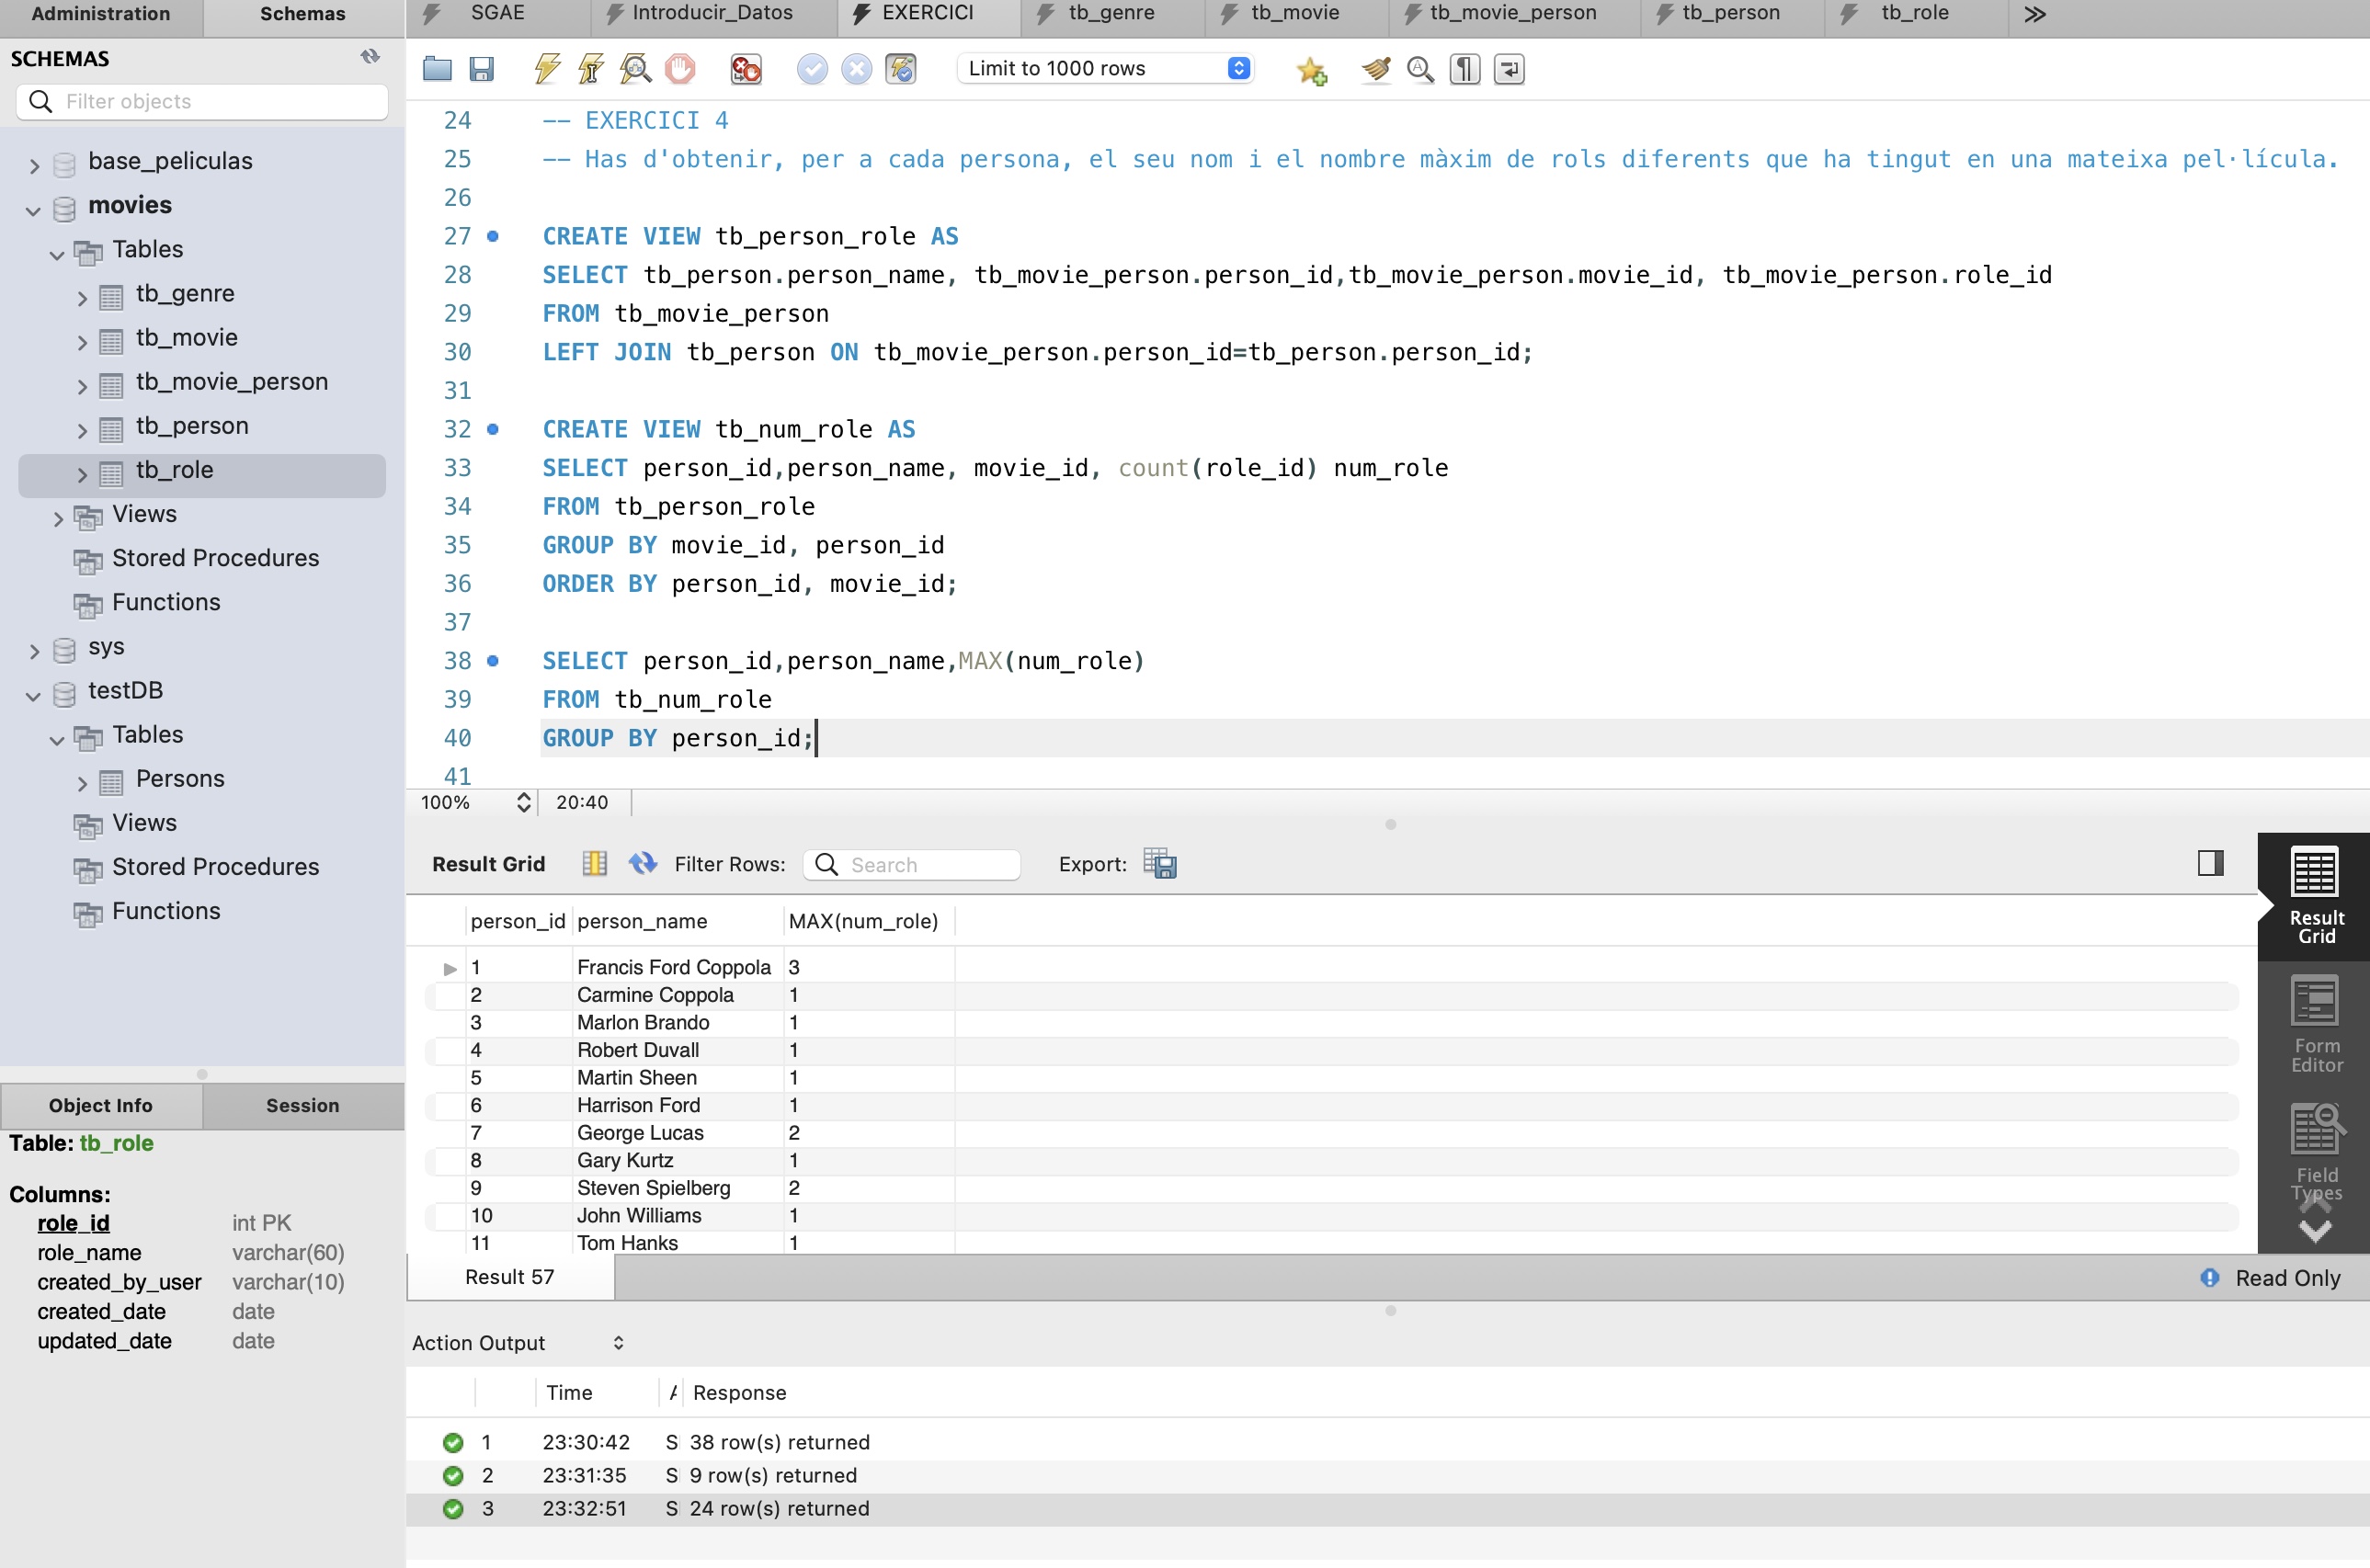 Administration
Schemas
SGAE
Introducir_Datos
EXERCICI
tb_genre
tb_movie
tb_movie_person
tb_person
tb_role
SCHEMAS
Filter objects
base_peliculas
movies
Tables
tb_genre
tb_movie
tb_movie_person
tb_person
tb_role
Views
Stored Procedures
Functions
sys
testDB
Tables
Persons
Views
Stored Procedures
Functions
Object Info
Session
Table: tb_role
Columns:
role_id int PK
role_name varchar(60)
created_by_user varchar(10)
created_date date
updated_date date
Limit to 1000 rows
24 -- EXERCICI 4
25 -- Has d'obtenir, per a cada persona, el seu nom i el nombre màxim de rols diferents que ha tingut en una mateixa pel·lícula.
26
27 CREATE VIEW tb_person_role AS
28 SELECT tb_person.person_name, tb_movie_person.person_id,tb_movie_person.movie_id, tb_movie_person.role_id
29 FROM tb_movie_person
30 LEFT JOIN tb_person ON tb_movie_person.person_id=tb_person.person_id;
31
32 CREATE VIEW tb_num_role AS
33 SELECT person_id,person_name, movie_id, count(role_id) num_role
34 FROM tb_person_role
35 GROUP BY movie_id, person_id
36 ORDER BY person_id, movie_id;
37
38 SELECT person_id,person_name,MAX(num_role)
39 FROM tb_num_role
40 GROUP BY person_id;
41
100% 20:40
Result Grid Filter Rows: Search Export:
person_id person_name MAX(num_role)
1 Francis Ford Coppola 3
2 Carmine Coppola 1
3 Marlon Brando 1
4 Robert Duvall 1
5 Martin Sheen 1
6 Harrison Ford 1
7 George Lucas 2
8 Gary Kurtz 1
9 Steven Spielberg 2
10 John Williams 1
11 Tom Hanks 1
Result
Grid
Form
Editor
Field
Types
Result 57
Read Only
Action Output
Time A Response
1 23:30:42 S 38 row(s) returned
2 23:31:35 S 9 row(s) returned
3 23:32:51 S 24 row(s) returned